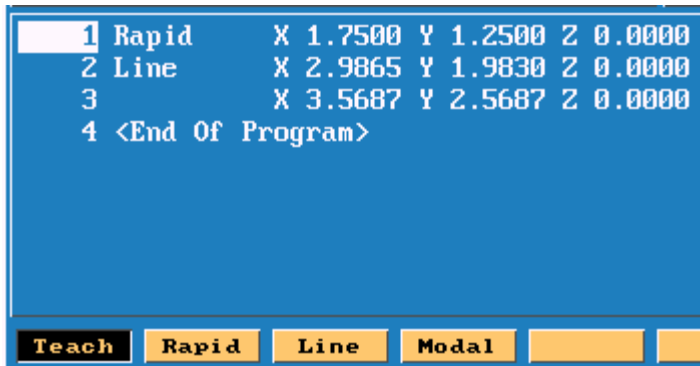 1 Rapid X 1.7500 Y 1.2500 Z 0.0000
2 Line X 2.9865 Y 1.9830 Z 0.0000
3 X 3.5687 Y 2.5687 Z 0.0000
4 <End Of Program>
Teach Rapid Line Modal